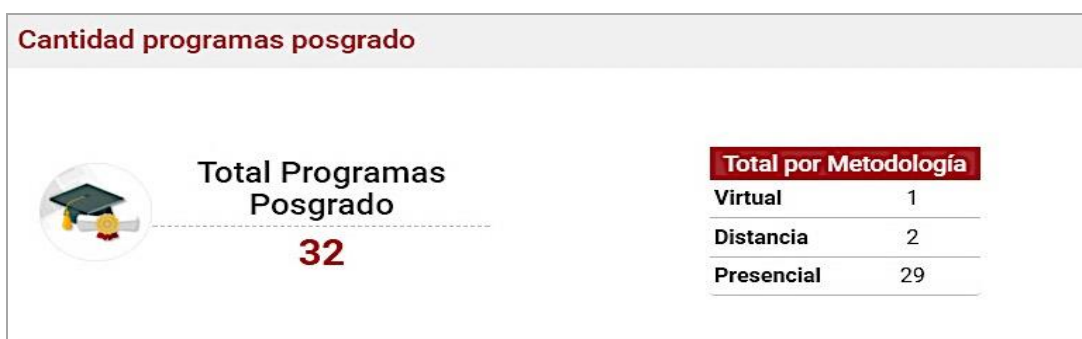 Cantidad programas posgrado
Total Programas
Posgrado
32
Total por Metodología
Virtual 1
Distancia 2
Presencial 29